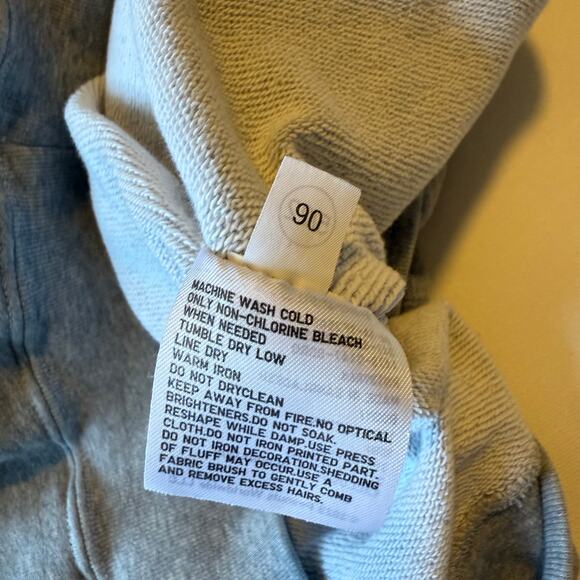 90
MACHINE WASH COLD
ONLY NON-CHLORINE BLEACH
WHEN NEEDED
TUMBLE DRY LOW
LINE DRY
WARM IRON
DO NOT DRYCLEAN
KEEP AWAY FROM FIRE.NO OPTICAL
BRIGHTENERS.DO NOT SOAK.
RESHAPE WHILE DAMP.USE PRESS
CLOTH.DO NOT IRON PRINTED PART.
DO NOT IRON DECORATION.SHEDDING
OF FLUFF MAY OCCUR.USE A
FABRIC BRUSH TO GENTLY COMB
AND REMOVE EXCESS HAIRS.